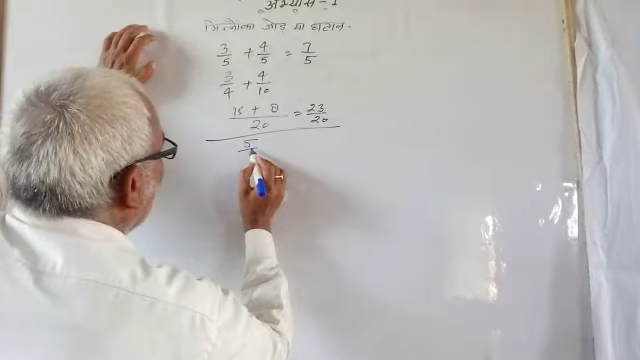 अभ्यास - 1
भिन्नोका जोड़ या घटान -
3/5 + 4/5 = 7/5
3/4 + 4/10
15 + 8 / 20 = 23/20
5